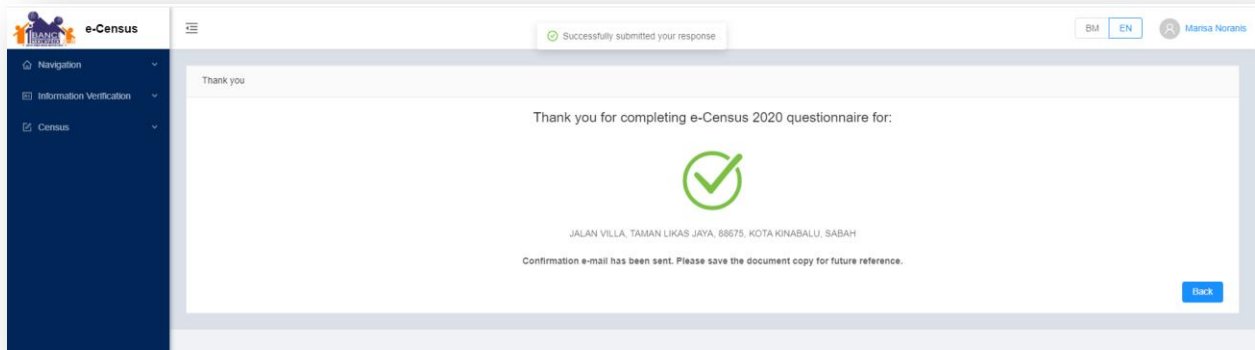 BANCI
e-Census
Successfully submitted your response
BM
EN
Marisa Noranis
Navigation
Information Verification
Census
Thank you
Thank you for completing e-Census 2020 questionnaire for:
JALAN VILLA, TAMAN LIKAS JAYA, 88675, KOTA KINABALU, SABAH
Confirmation e-mail has been sent. Please save the document copy for future reference.
Back